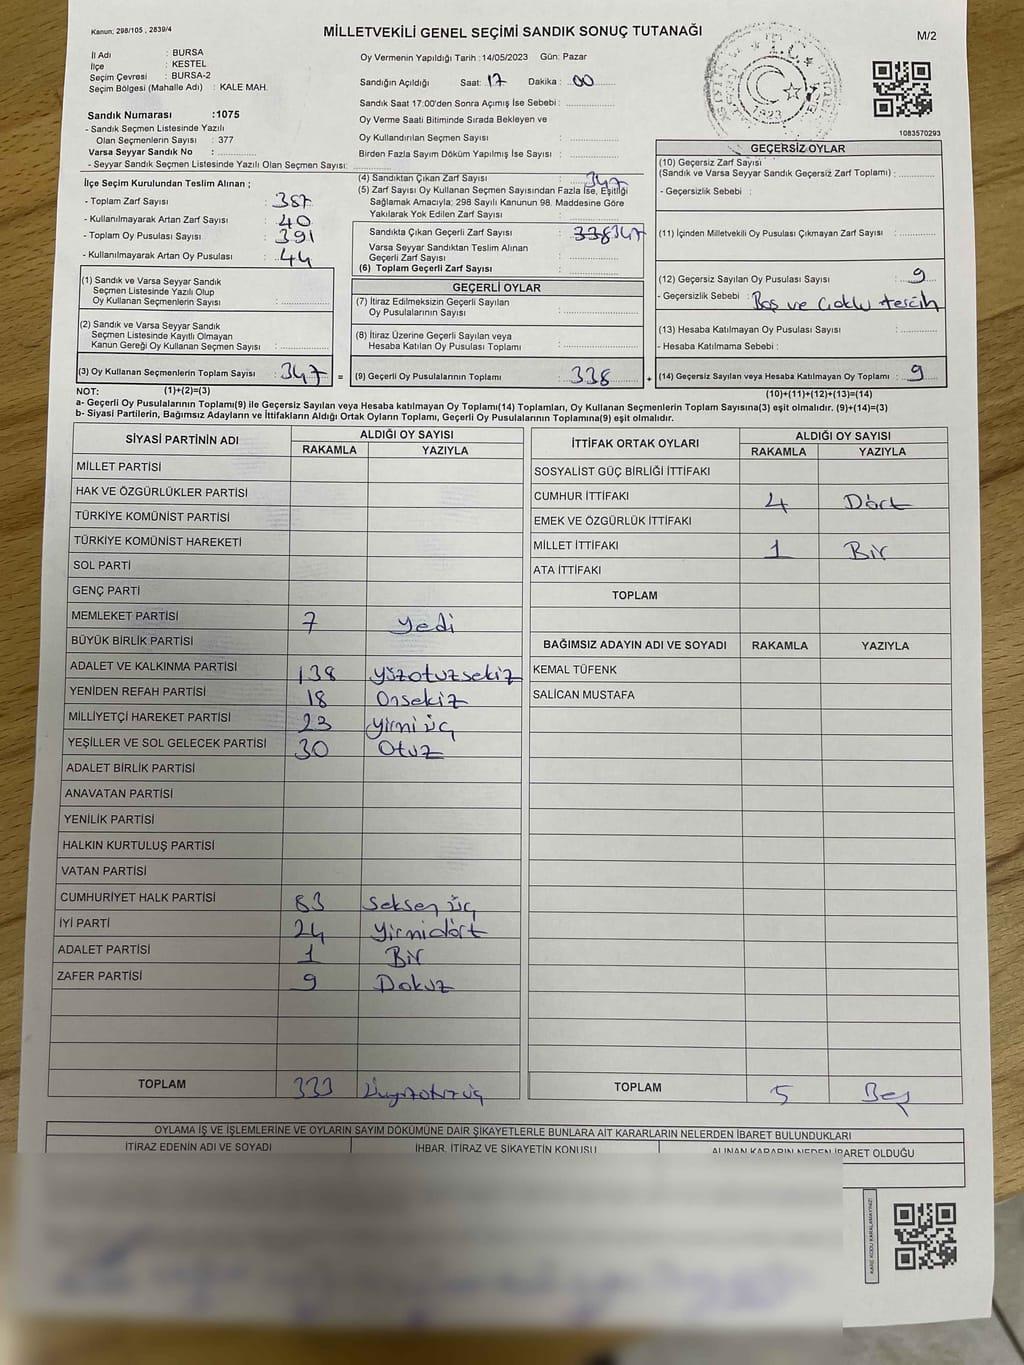 Kanun: 298/105 , 2839/4
MİLLETVEKİLİ GENEL SEÇİMİ SANDIK SONUÇ TUTANAĞI
M/2
İl Adı : BURSA
İlçe : KESTEL
Seçim Çevresi : BURSA-2
Seçim Bölgesi (Mahalle Adı) : KALE MAH.
Sandık Numarası :1075
- Sandık Seçmen Listesinde Yazılı
Olan Seçmenlerin Sayısı : 377
Varsa Seyyar Sandık No :
- Seyyar Sandık Seçmen Listesinde Yazılı Olan Seçmen Sayısı:
Oy Vermenin Yapıldığı Tarih :14/05/2023 Gün: Pazar
Sandığın Açıldığı Saat: 17 Dakika : 00
Sandık Saat 17:00'den Sonra Açımış İse Sebebi :
Oy Verme Saati Bitiminde Sırada Bekleyen ve
Oy Kullandırılan Seçmen Sayısı :
Birden Fazla Sayım Döküm Yapılmış İse Sayısı :
T.C.
1923
1083570293
İlçe Seçim Kurulundan Teslim Alınan ;
- Toplam Zarf Sayısı : 387
- Kullanılmayarak Artan Zarf Sayısı : 40
- Toplam Oy Pusulası Sayısı : 391
- Kullanılmayarak Artan Oy Pusulası : 44
(1) Sandık ve Varsa Seyyar Sandık
Seçmen Listesinde Yazılı Olup
Oy Kullanan Seçmenlerin Sayısı :
(2) Sandık ve Varsa Seyyar Sandık
Seçmen Listesinde Kayıtlı Olmayan
Kanun Gereği Oy Kullanan Seçmen Sayısı :
(3) Oy Kullanan Seçmenlerin Toplam Sayısı : 347 =
(4) Sandıktan Çıkan Zarf Sayısı : 347
(5) Zarf Sayısı Oy Kullanan Seçmen Sayısından Fazla İse, Eşitliği
Sağlamak Amacıyla; 298 Sayılı Kanunun 98. Maddesine Göre
Yakılarak Yok Edilen Zarf Sayısı :
Sandıkta Çıkan Geçerli Zarf Sayısı : 338347
Varsa Seyyar Sandıktan Teslim Alınan
Geçerli Zarf Sayısı :
(6) Toplam Geçerli Zarf Sayısı :
GEÇERLİ OYLAR
(7) İtiraz Edilmeksizin Geçerli Sayılan
Oy Pusulalarının Sayısı :
(8) İtiraz Üzerine Geçerli Sayılan veya
Hesaba Katılan Oy Pusulası Toplamı :
(9) Geçerli Oy Pusulalarının Toplamı : 338 +
GEÇERSİZ OYLAR
(10) Geçersiz Zarf Sayısı
(Sandık ve Varsa Seyyar Sandık Geçersiz Zarf Toplamı) :
- Geçersizlik Sebebi :
(11) İçinden Milletvekili Oy Pusulası Çıkmayan Zarf Sayısı :
(12) Geçersiz Sayılan Oy Pusulası Sayısı : 9
- Geçersizlik Sebebi : Boş ve Çoklu tercih
(13) Hesaba Katılmayan Oy Pusulası Sayısı :
- Hesaba Katılmama Sebebi :
(14) Geçersiz Sayılan veya Hesaba Katılmayan Oy Toplamı : 9
NOT: (1)+(2)=(3)
(10)+(11)+(12)+(13)=(14)
a- Geçerli Oy Pusulalarının Toplamı(9) ile Geçersiz Sayılan veya Hesaba katılmayan Oy Toplamı(14) Toplamları, Oy Kullanan Seçmenlerin Toplam Sayısına(3) eşit olmalıdır. (9)+(14)=(3)
b- Siyasi Partilerin, Bağımsız Adayların ve İttifakların Aldığı Ortak Oyların Toplamı, Geçerli Oy Pusulalarının Toplamına(9) eşit olmalıdır.
SİYASİ PARTİNİN ADI ALDIĞI OY SAYISI
RAKAMLA YAZIYLA
MİLLET PARTİSİ
HAK VE ÖZGÜRLÜKLER PARTİSİ
TÜRKİYE KOMÜNİST PARTİSİ
TÜRKİYE KOMÜNİST HAREKETİ
SOL PARTİ
GENÇ PARTİ
MEMLEKET PARTİSİ 7 yedi
BÜYÜK BİRLİK PARTİSİ
ADALET VE KALKINMA PARTİSİ 138 yüzotuzsekiz
YENİDEN REFAH PARTİSİ 18 Onsekiz
MİLLİYETÇİ HAREKET PARTİSİ 23 yirmi üç
YEŞİLLER VE SOL GELECEK PARTİSİ 30 Otuz
ADALET BİRLİK PARTİSİ
ANAVATAN PARTİSİ
YENİLİK PARTİSİ
HALKIN KURTULUŞ PARTİSİ
VATAN PARTİSİ
CUMHURİYET HALK PARTİSİ 83 Seksen üç
İYİ PARTİ 24 Yirmidört
ADALET PARTİSİ 1 Bir
ZAFER PARTİSİ 9 Dokuz
TOPLAM 333 Üçyzotuzüç
İTTİFAK ORTAK OYLARI ALDIĞI OY SAYISI
RAKAMLA YAZIYLA
SOSYALİST GÜÇ BİRLİĞİ İTTİFAKI
CUMHUR İTTİFAKI 4 Dört
EMEK VE ÖZGÜRLÜK İTTİFAKI
MİLLET İTTİFAKI 1 Bir
ATA İTTİFAKI
TOPLAM
BAĞIMSIZ ADAYIN ADI VE SOYADI RAKAMLA YAZIYLA
KEMAL TÜFENK
SALİCAN MUSTAFA
TOPLAM 5 Beş
OYLAMA İŞ VE İŞLEMLERİNE VE OYLARIN SAYIM DÖKÜMÜNE DAİR ŞİKAYETLERLE BUNLARA AİT KARARLARIN NELERDEN İBARET BULUNDUKLARI
İTİRAZ EDENİN ADI VE SOYADI İHBAR, İTİRAZ VE ŞİKAYETİN KONUSU ALINAN KARARIN NEDEN İBARET OLDUĞU
KARE KODU KARALAMAYINIZ!